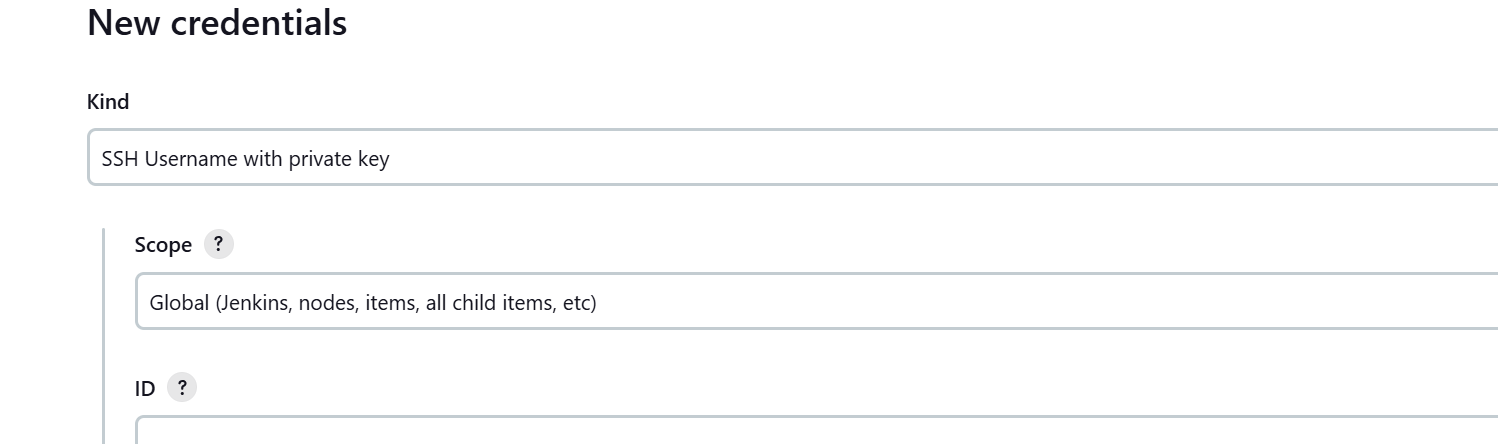 New credentials
Kind
SSH Username with private key
Scope ?
Global (Jenkins, nodes, items, all child items, etc)
ID ?